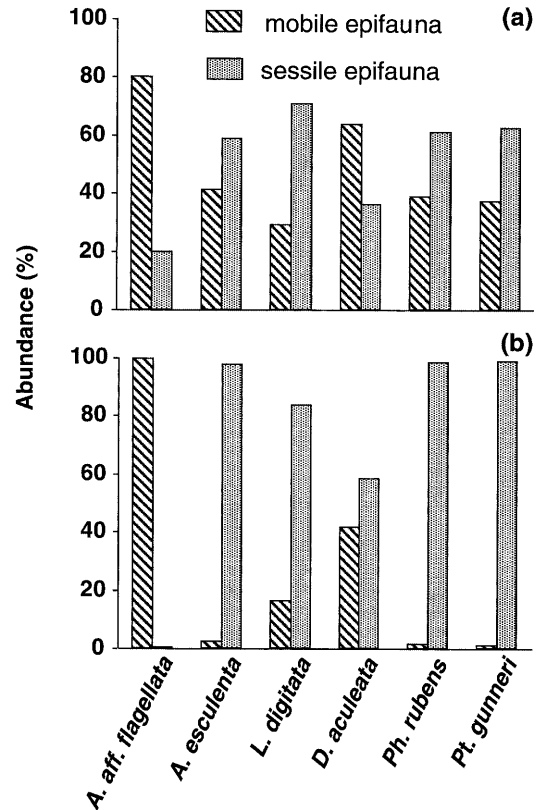 100
(a)
mobile epifauna
80
sessile epifauna
60
40
20
0
Abundance (%)
(b)
100
80
60
40
20
0
A. aff. flagellata
A. esculenta
L. digitata
D. aculeata
Ph. rubens
Pt. gunneri